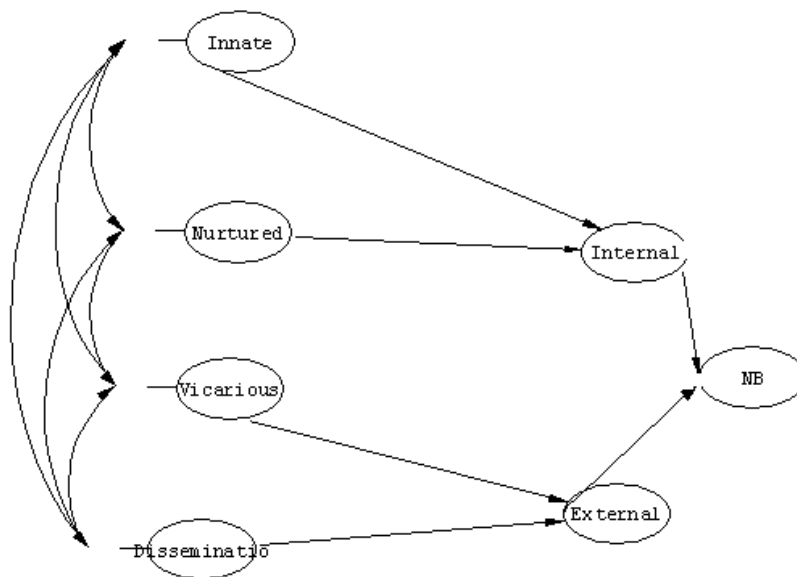 Innate
Nurtured
Internal
NB
Vicarious
External
Disseminatio